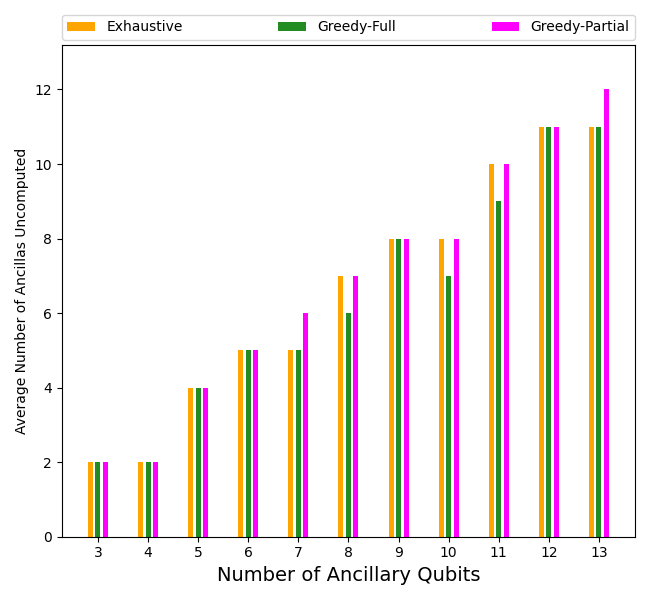 Exhaustive Greedy-Full Greedy-Partial
Average Number of Ancillas Uncomputed
12
10
8
6
4
2
0
3 4 5 6 7 8 9 10 11 12 13
Number of Ancillary Qubits